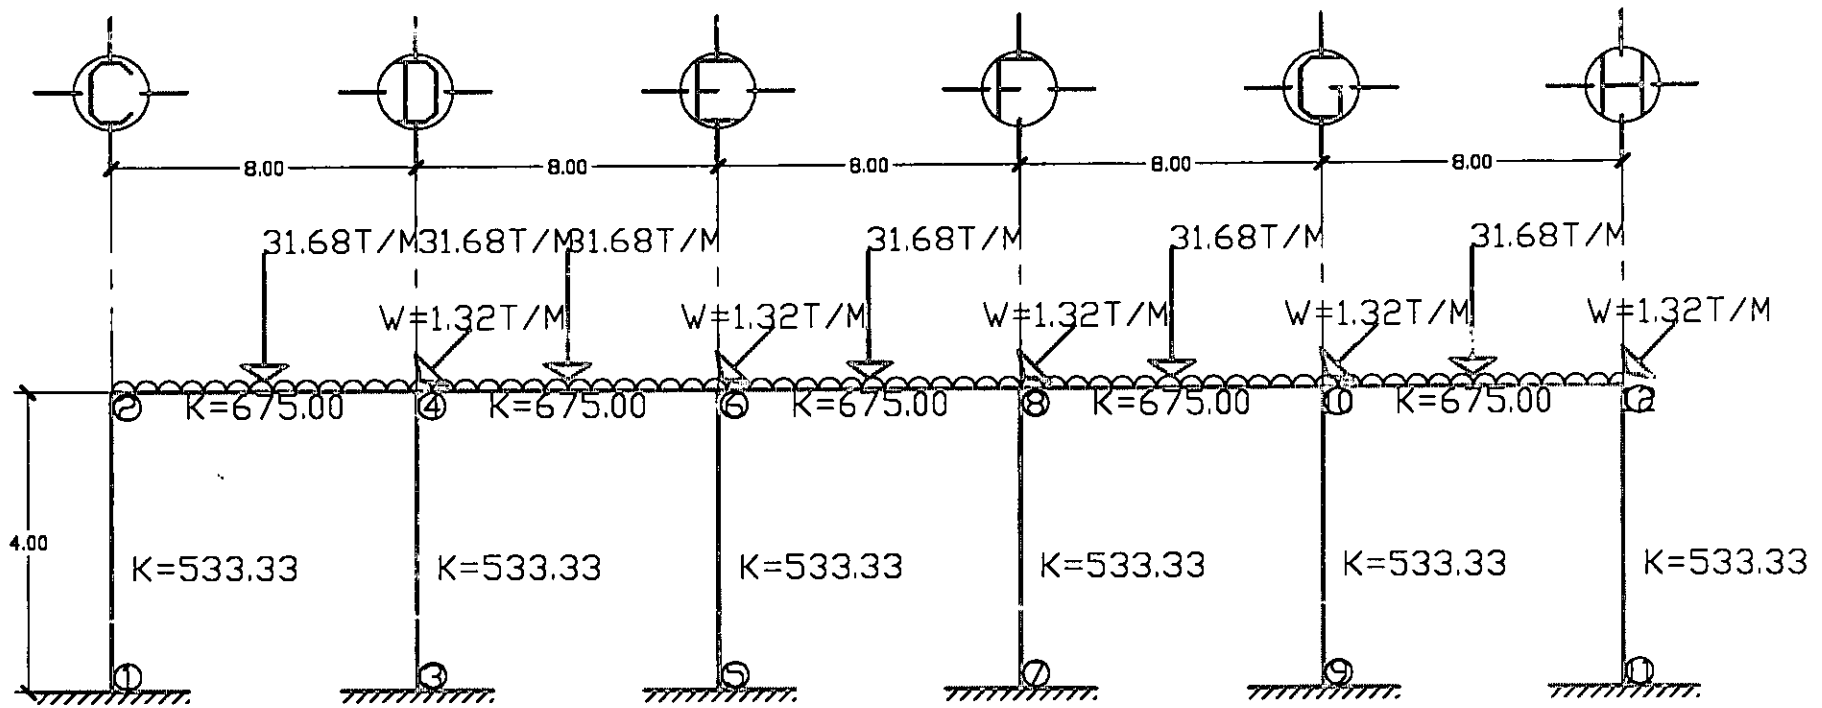 C D E F G H
8.00 8.00 8.00 8.00 8.00
31.68T/M 31.68T/M 31.68T/M 31.68T/M 31.68T/M 31.68T/M
W=1.32T/M W=1.32T/M W=1.32T/M W=1.32T/M W=1.32T/M
2 4 6 8 10 12
K=675.00 K=675.00 K=675.00 K=675.00 K=675.00
4.00
K=533.33 K=533.33 K=533.33 K=533.33 K=533.33 K=533.33
1 3 5 7 9 11